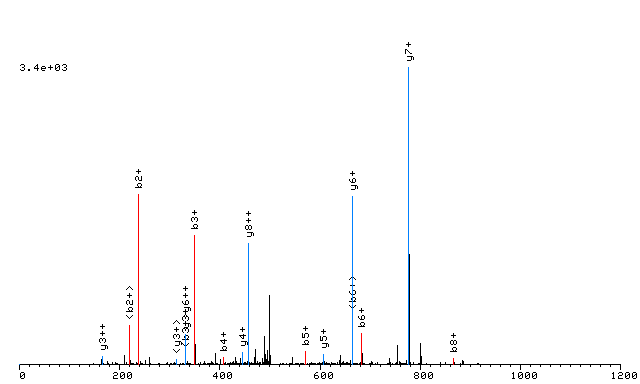 y7+
3.4e+03
b2+
y6+
b3+
y8++
<b2+>
y6++
<b6+>
y3++
<y3+>
y3+
<b3+>
b4+
y4+
b5+
y5+
b6+
b8+
0
200
400
600
800
1000
1200